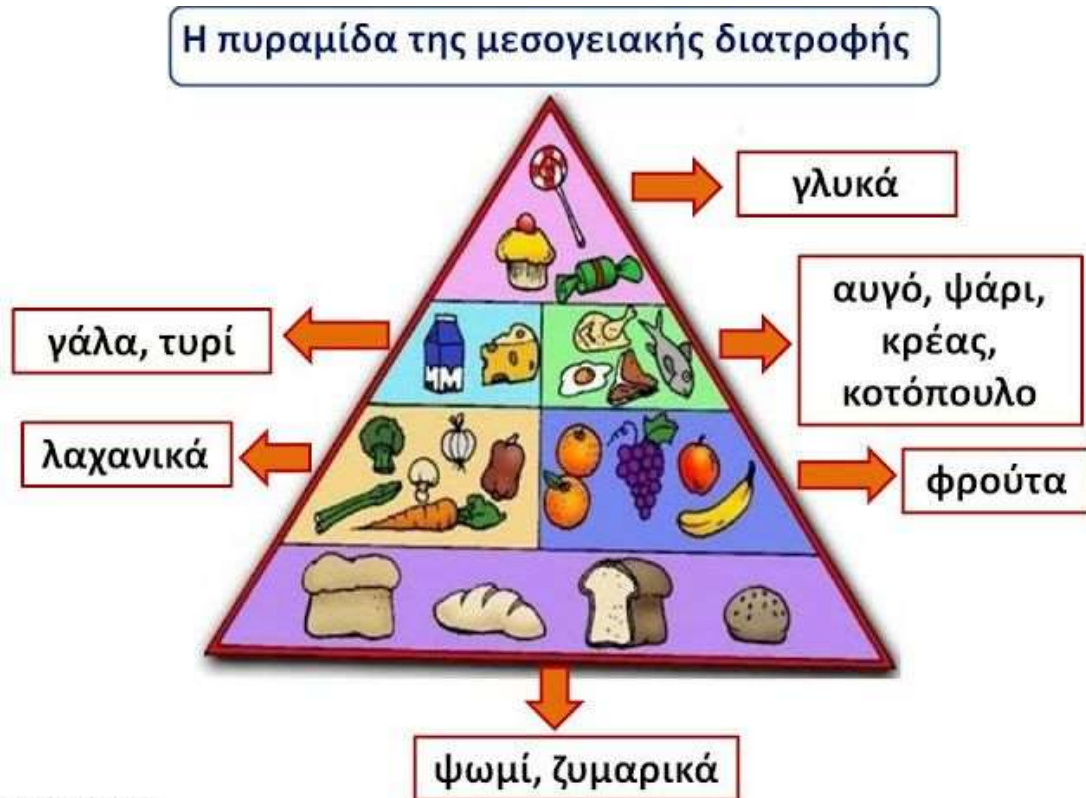 Η πυραμίδα της μεσογειακής διατροφής
γλυκά
γάλα, τυρί
αυγό, ψάρι,
κρέας,
κοτόπουλο
λαχανικά
φρούτα
ψωμί, ζυμαρικά